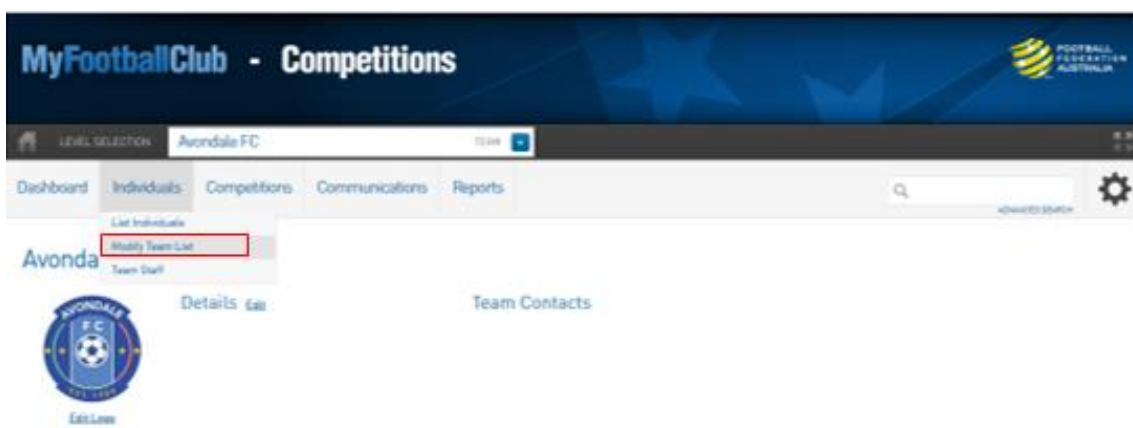 MyFootballClub - Competitions
FOOTBALL
FEDERATION
AUSTRALIA
LEVEL SELECTION Avondale FC TEAM
Dashboard Individuals Competitions Communications Reports
ADVANCED SEARCH
List Individuals
Modify Team List
Avonda
Team Staff
Details Edit Team Contacts
AVONDALE
FC
Edit Logo